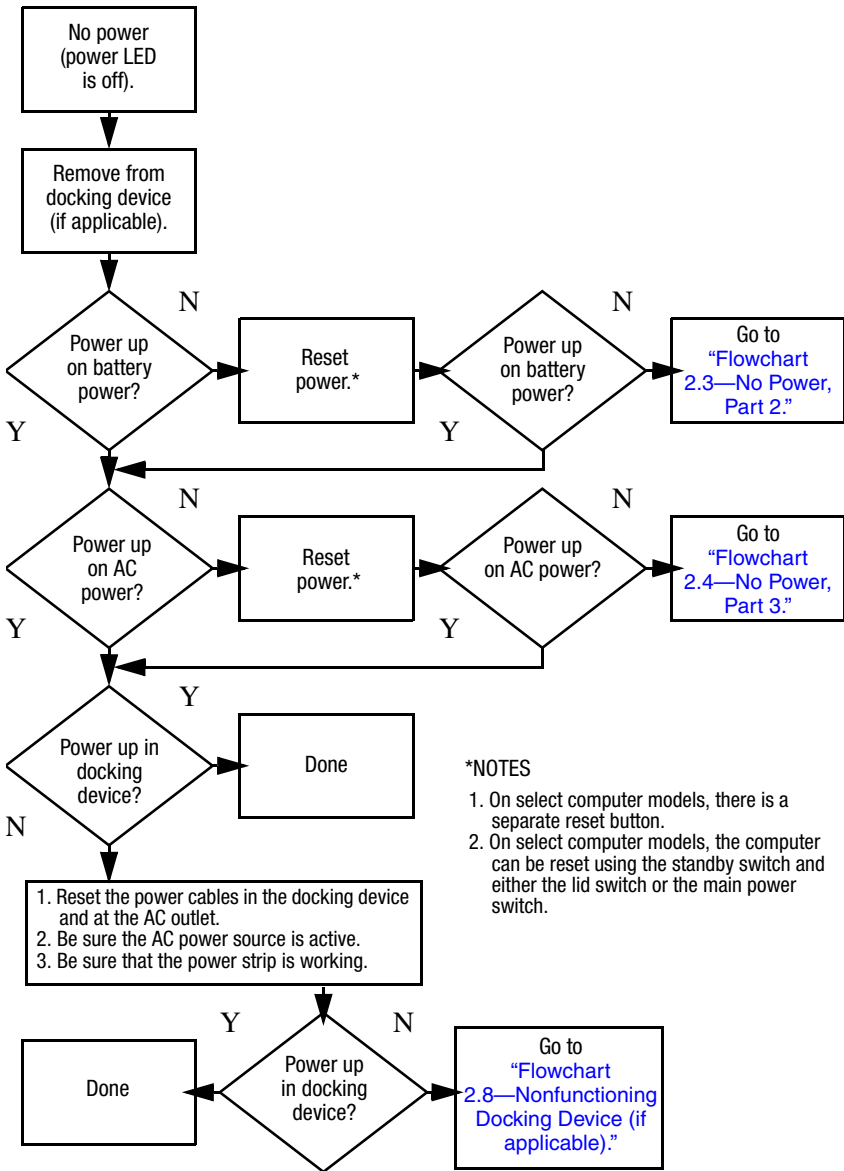 No power
(power LED
is off).
Remove from
docking device
(if applicable).
N
N
Power up
on battery
power?
Reset
power.*
Power up
on battery
power?
Go to
“Flowchart
2.3—No Power,
Part 2.”
Y
Y
N
N
Power up
on AC
power?
Reset
power.*
Power up
on AC power?
Go to
“Flowchart
2.4—No Power,
Part 3.”
Y
Y
Y
Power up in
docking
device?
Done
N
*NOTES
1. On select computer models, there is a
separate reset button.
2. On select computer models, the computer
can be reset using the standby switch and
either the lid switch or the main power
switch.
1. Reset the power cables in the docking device
and at the AC outlet.
2. Be sure the AC power source is active.
3. Be sure that the power strip is working.
Y
N
Done
Power up
in docking
device?
Go to
“Flowchart
2.8—Nonfunctioning
Docking Device (if
applicable).”